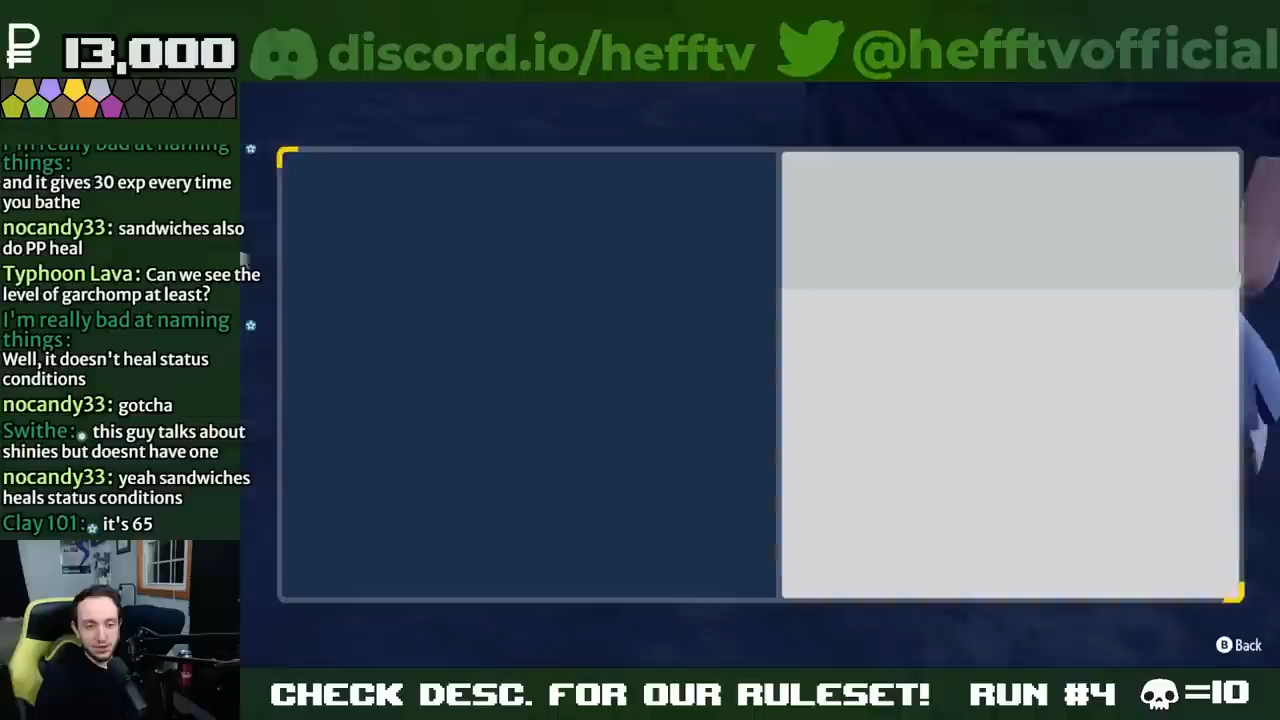 13,000
discord.io/hefftv
@hefftvofficial
I'm really bad at naming
things:
and it gives 30 exp every time
you bathe
nocandy33: sandwiches also
do PP heal
Typhoon Lava: Can we see the
level of garchomp at least?
I'm really bad at naming
things:
Well, it doesn't heal status
conditions
nocandy33: gotcha
Swithe: this guy talks about
shinies but doesnt have one
nocandy33: yeah sandwiches
heals status conditions
Clay 101: it's 65
B Back
CHECK DESC. FOR OUR RULESET! RUN #4 =10